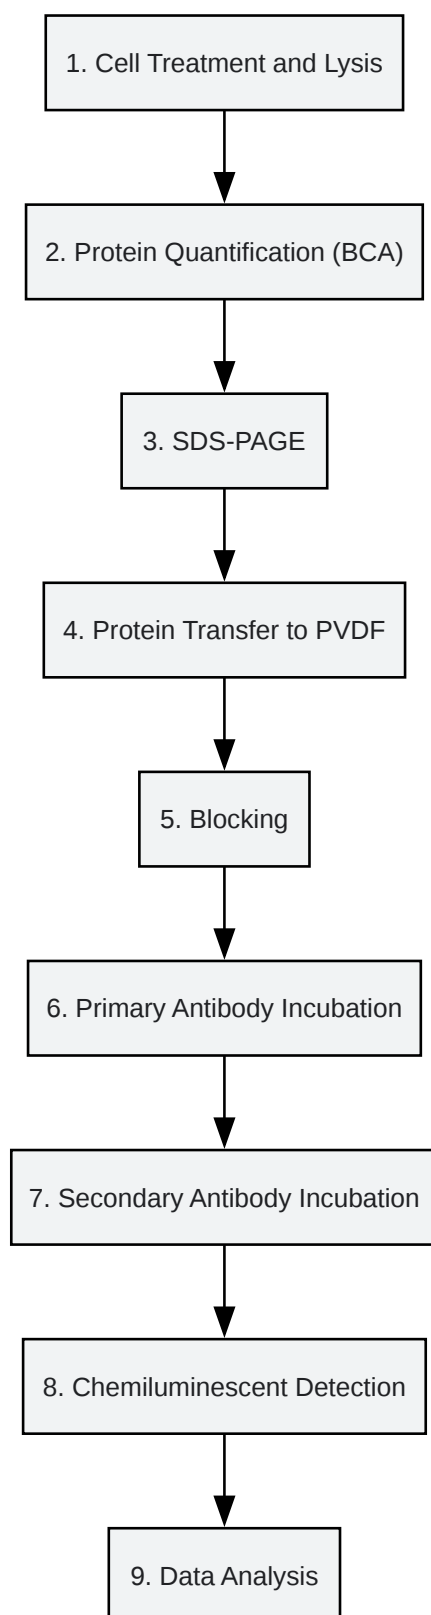 1. Cell Treatment and Lysis
2. Protein Quantification (BCA)
3. SDS-PAGE
4. Protein Transfer to PVDF
5. Blocking
6. Primary Antibody Incubation
7. Secondary Antibody Incubation
8. Chemiluminescent Detection
9. Data Analysis